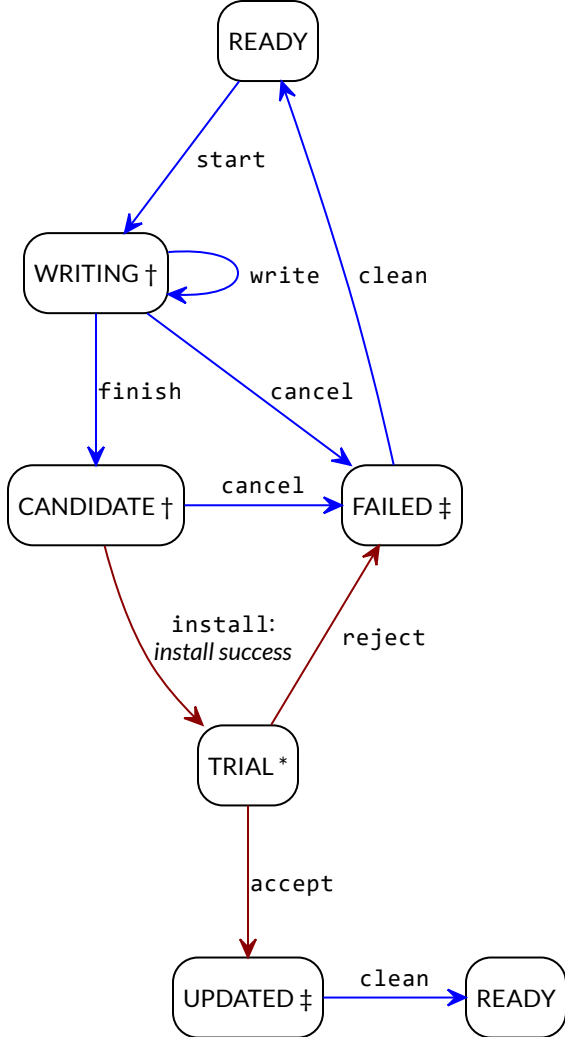 READY
start
WRITING †
write
clean
finish
cancel
CANDIDATE †
cancel
FAILED ‡
install:
install success
reject
TRIAL *
accept
UPDATED ‡
clean
READY